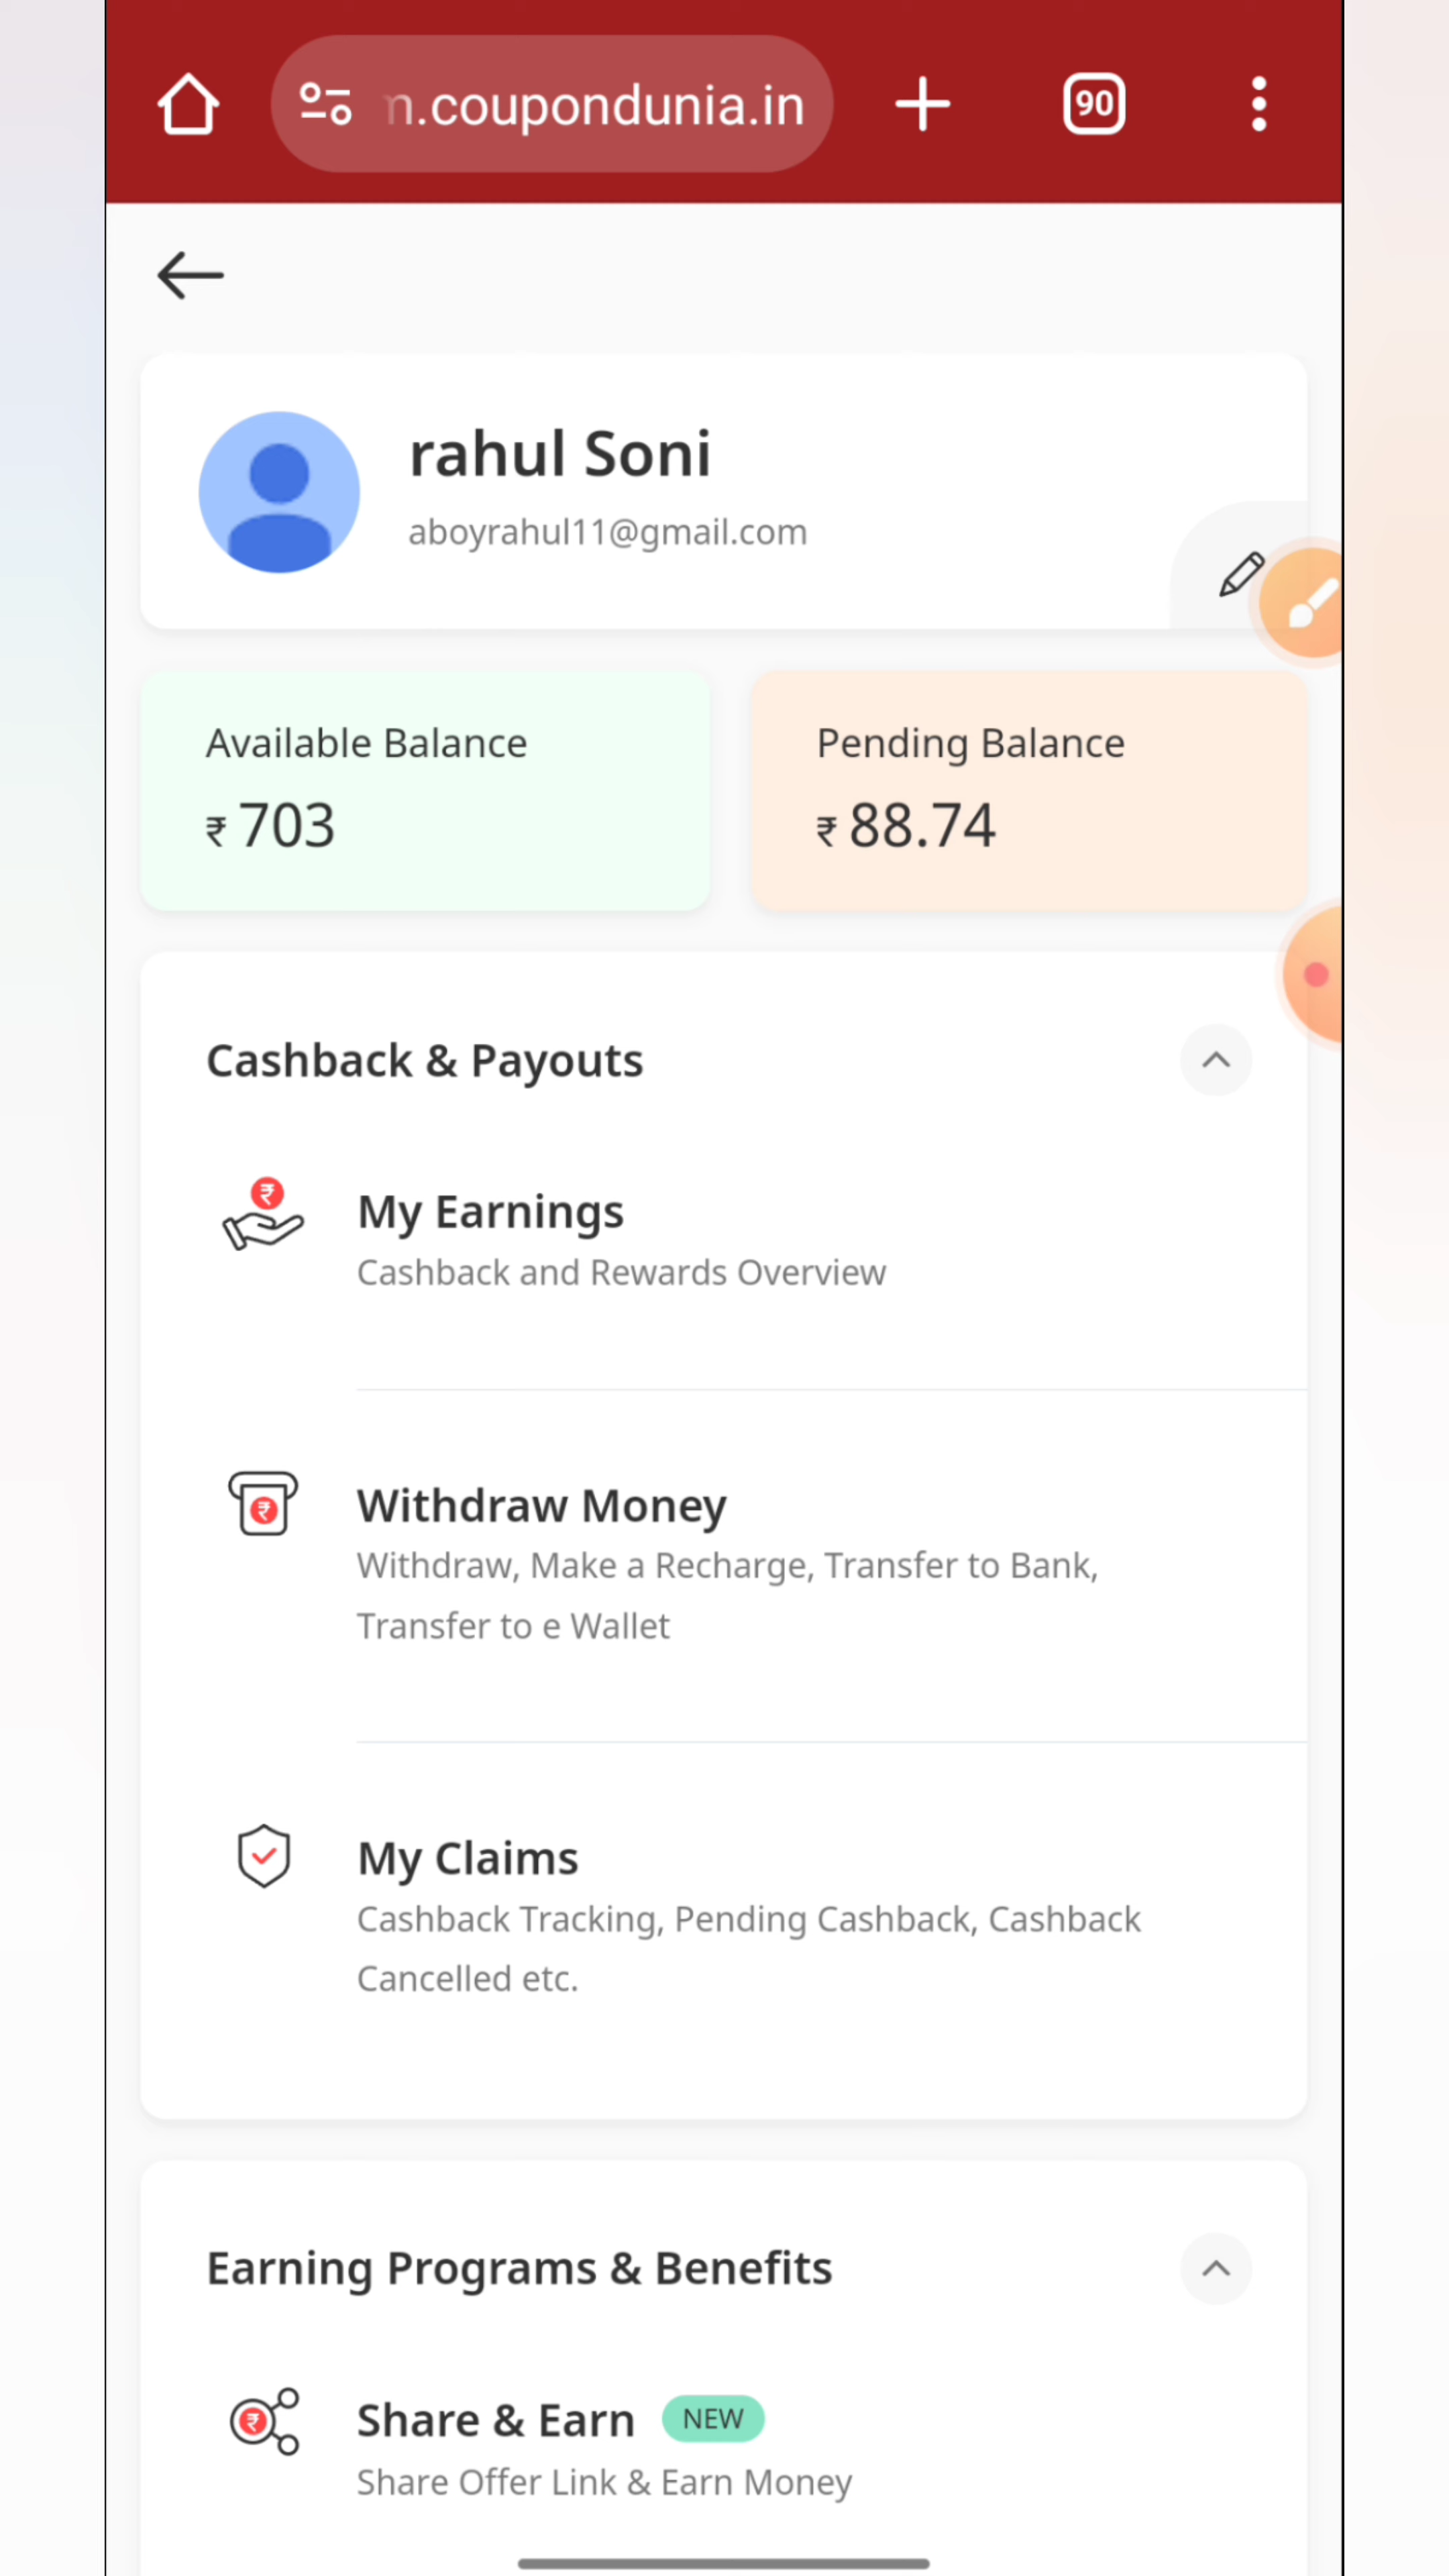 m.coupondunia.in
90
rahul Soni
aboyrahul11@gmail.com
Available Balance
Pending Balance
₹ 703
₹ 88.74
Cashback & Payouts
My Earnings
Cashback and Rewards Overview
Withdraw Money
Withdraw, Make a Recharge, Transfer to Bank,
Transfer to e Wallet
My Claims
Cashback Tracking, Pending Cashback, Cashback
Cancelled etc.
Earning Programs & Benefits
Share & Earn NEW
Share Offer Link & Earn Money